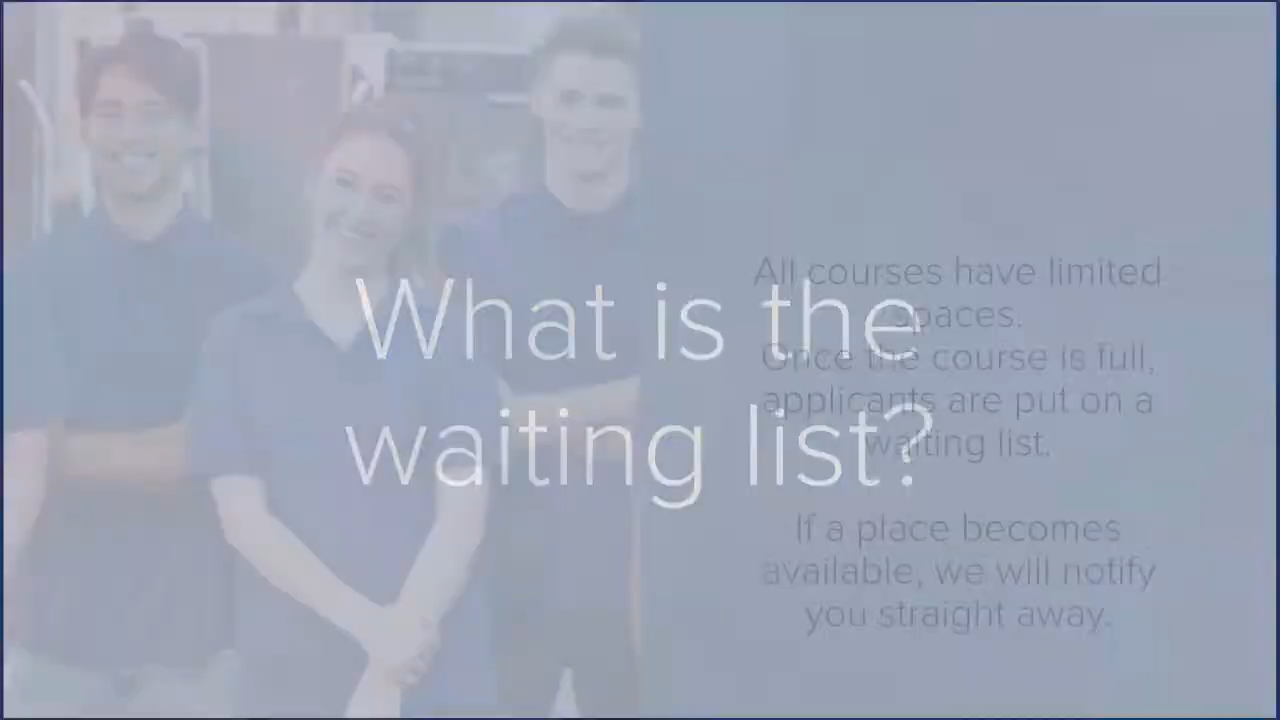 What is the
waiting list?
All courses have limited
spaces.
Once the course is full,
applicants are put on a
waiting list.
If a place becomes
available, we will notify
you straight away.